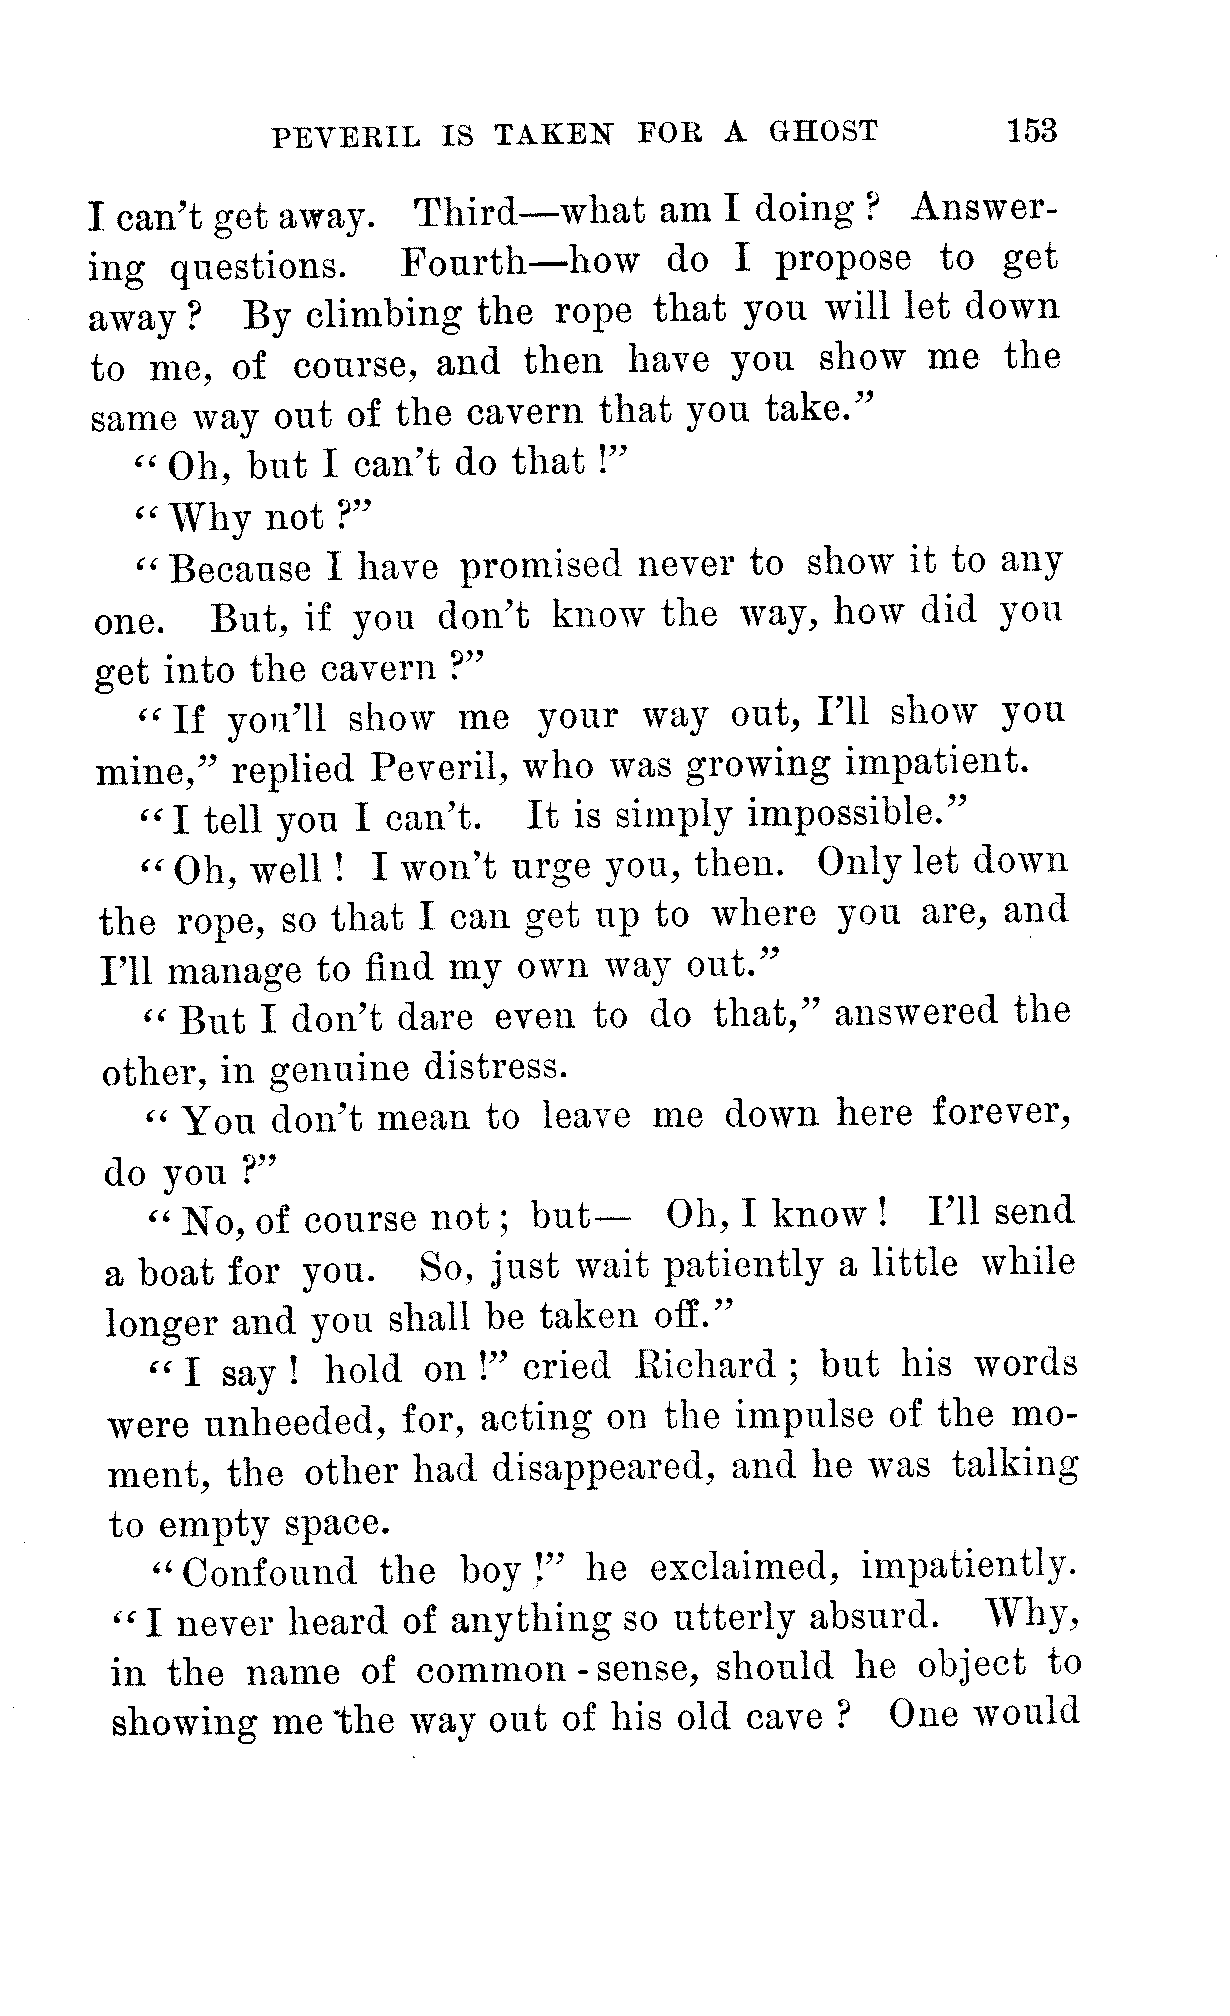 PEVERIL IS TAKEN FOR A GHOST 153
I can't get away. Third—what am I doing? Answer-
ing questions. Fourth—how do I propose to get
away? By climbing the rope that you will let down
to me, of course, and then have you show me the
same way out of the cavern that you take."
"Oh, but I can't do that!"
"Why not?"
"Because I have promised never to show it to any
one. But, if you don't know the way, how did you
get into the cavern?"
"If you'll show me your way out, I'll show you
mine," replied Peveril, who was growing impatient.
"I tell you I can't. It is simply impossible."
"Oh, well! I won't urge you, then. Only let down
the rope, so that I can get up to where you are, and
I'll manage to find my own way out."
"But I don't dare even to do that," answered the
other, in genuine distress.
"You don't mean to leave me down here forever,
do you?"
"No, of course not; but— Oh, I know! I'll send
a boat for you. So, just wait patiently a little while
longer and you shall be taken off."
"I say! hold on!" cried Richard; but his words
were unheeded, for, acting on the impulse of the mo-
ment, the other had disappeared, and he was talking
to empty space.
"Confound the boy!" he exclaimed, impatiently.
"I never heard of anything so utterly absurd. Why,
in the name of common-sense, should he object to
showing me the way out of his old cave? One would